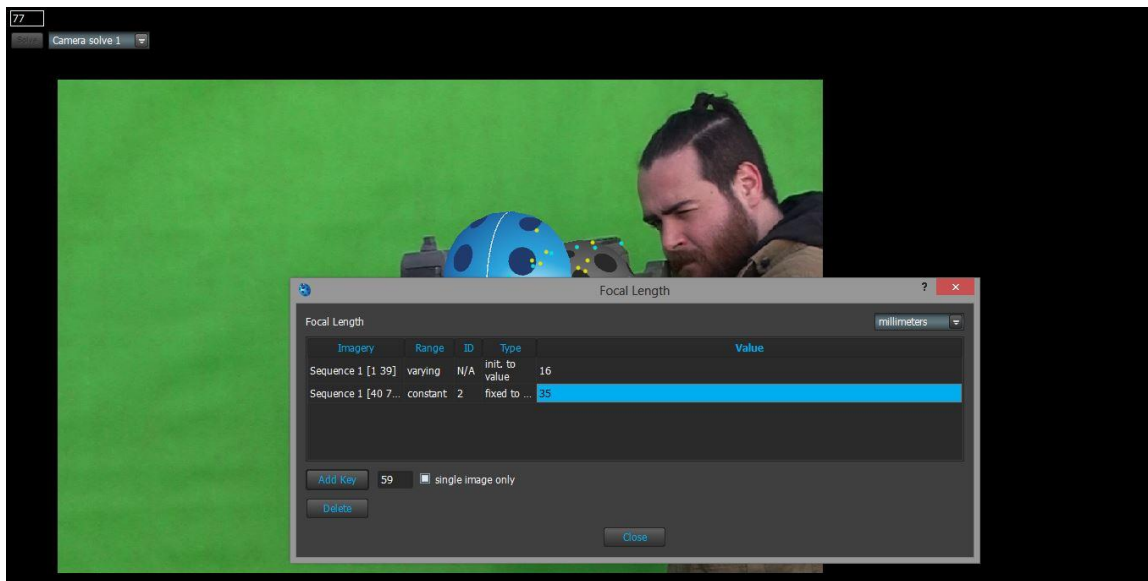 77
Solve Camera solve 1
Focal Length ? ×
Focal Length millimeters
Imagery Range ID Type Value
Sequence 1 [1 39] varying N/A init. to value 16
Sequence 1 [40 7... constant 2 fixed to ... 35
Add Key 59 single image only
Delete
Close